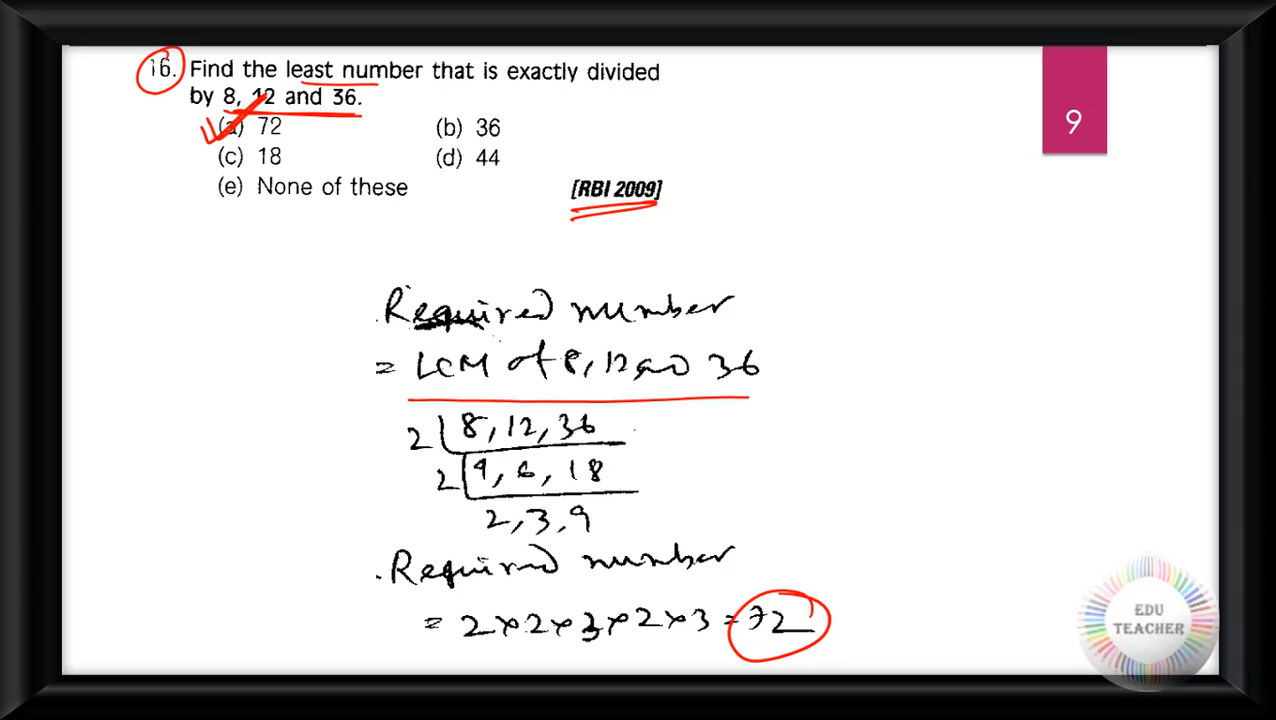 16. Find the least number that is exactly divided
by 8, 12 and 36.
(a) 72 (b) 36
(c) 18 (d) 44
(e) None of these [RBI 2009]
9
Required number
= LCM of 8, 12 and 36
2 8, 12, 36
2 4, 6, 18
2, 3, 9
Required number
= 2 × 2 × 3 × 2 × 3 = 72
EDU
TEACHER